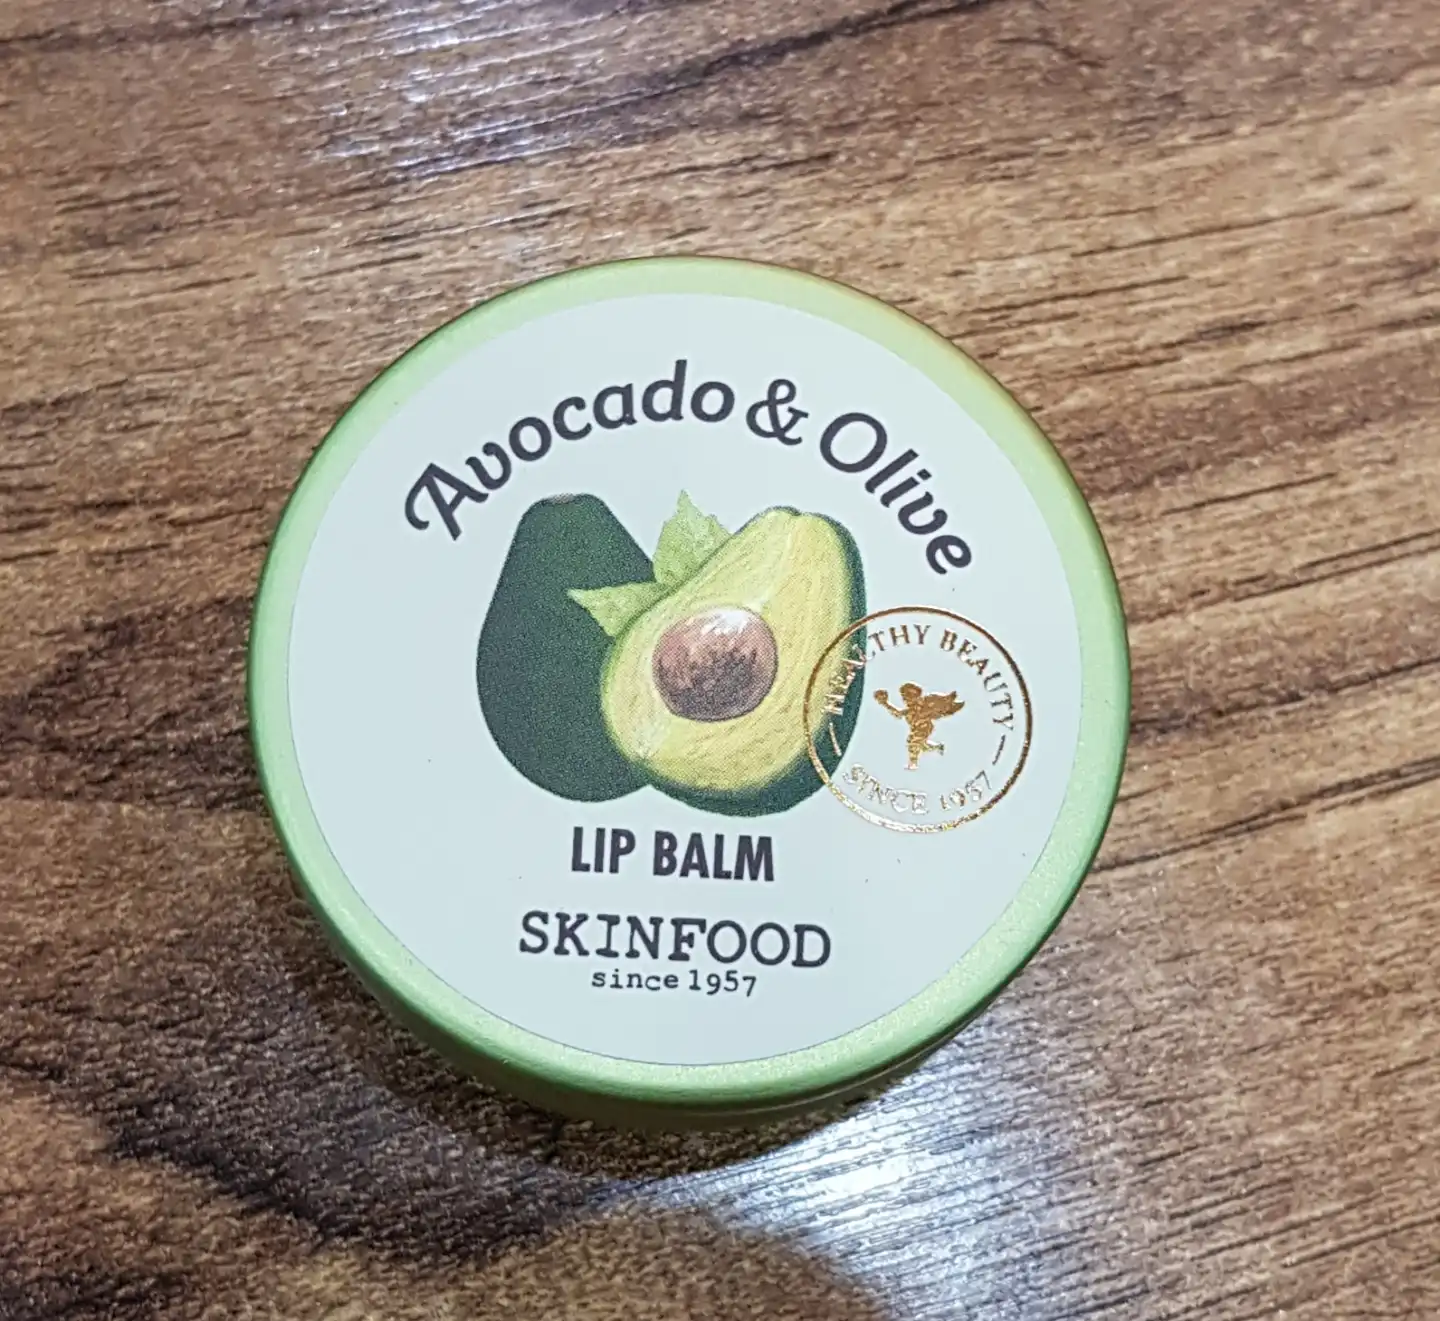 Avocado & Olive
HEALTHY BEAUTY
SINCE 1957
LIP BALM
SKINFOOD
since 1957